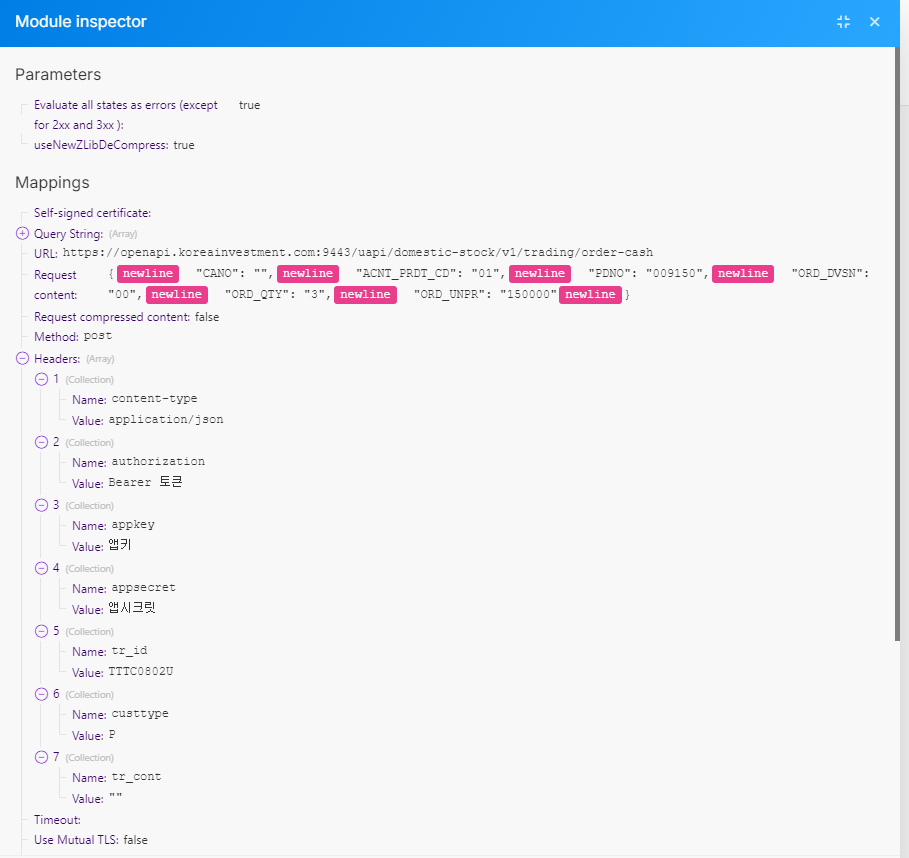 Module inspector
Parameters
Evaluate all states as errors (except true
for 2xx and 3xx ):
useNewZLibDeCompress: true
Mappings
Self-signed certificate:
Query String: (Array)
URL: https://openapi.koreainvestment.com:9443/uapi/domestic-stock/v1/trading/order-cash
Request { newline "CANO": "", newline "ACNT_PRDT_CD": "01", newline "PDNO": "009150", newline "ORD_DVSN":
content: "00", newline "ORD_QTY": "3", newline "ORD_UNPR": "150000" newline }
Request compressed content: false
Method: post
Headers: (Array)
1 (Collection)
Name: content-type
Value: application/json
2 (Collection)
Name: authorization
Value: Bearer 토큰
3 (Collection)
Name: appkey
Value: 앱키
4 (Collection)
Name: appsecret
Value: 앱시크릿
5 (Collection)
Name: tr_id
Value: TTTC0802U
6 (Collection)
Name: custtype
Value: P
7 (Collection)
Name: tr_cont
Value: ""
Timeout:
Use Mutual TLS: false